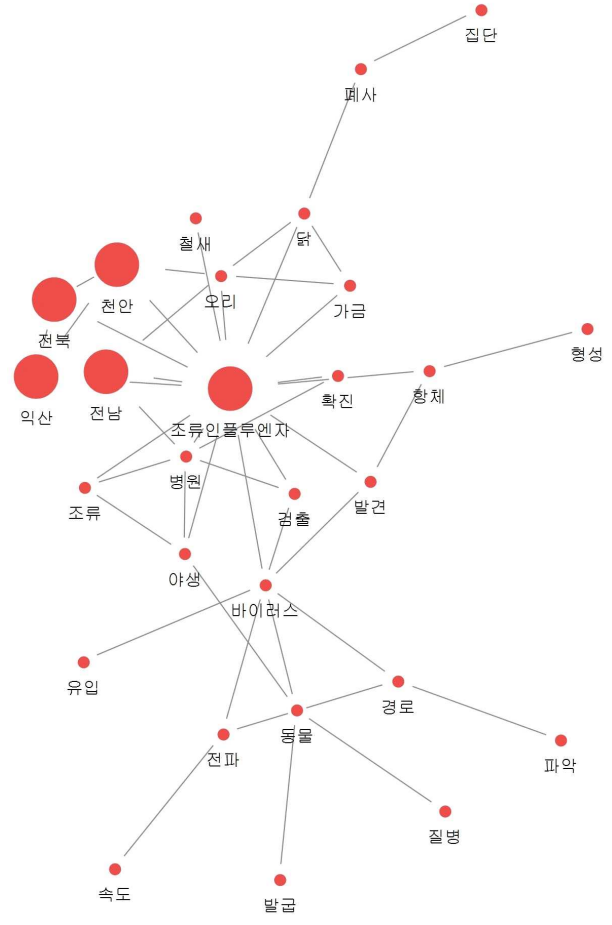 집단
폐사
철새
닭
천안
오리
가금
전북
형성
익산
전남
확진
항체
조류인플루엔자
병원
조류
검출
발견
야생
바이러스
유입
경로
전파
동물
파악
질병
속도
발굽